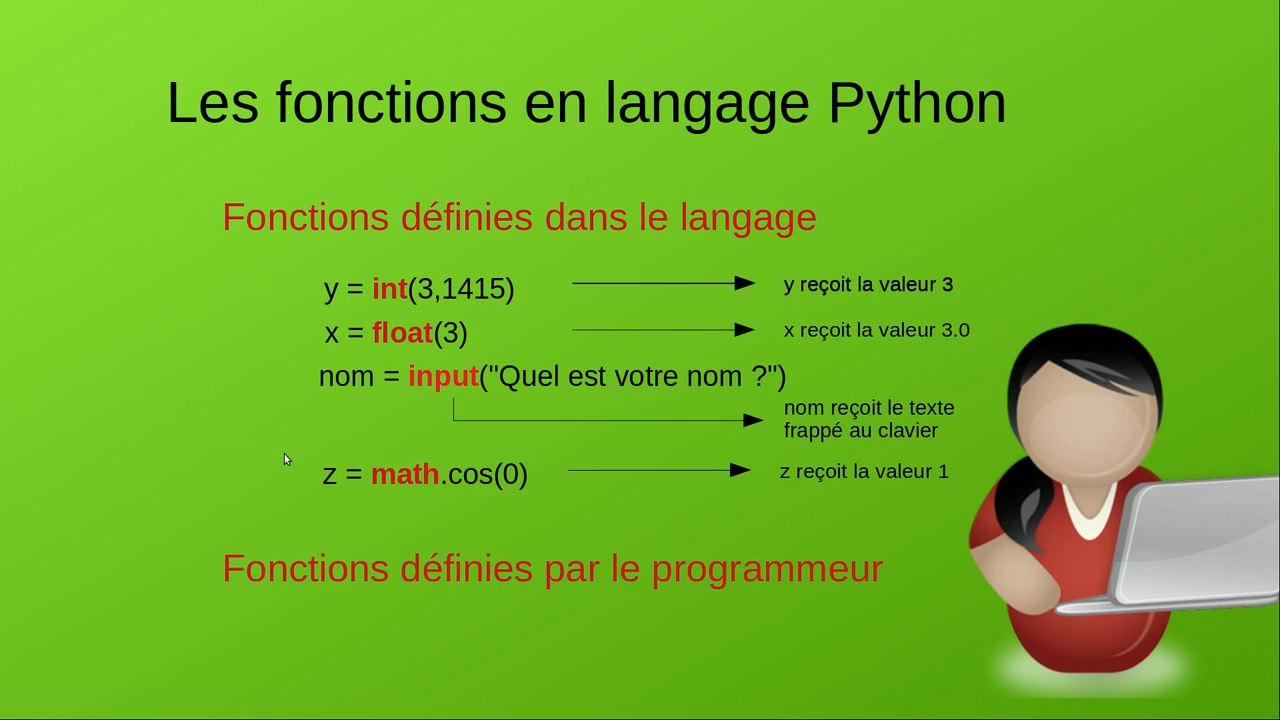 Les fonctions en langage Python
Fonctions définies dans le langage
y = int(3,1415)
y reçoit la valeur 3
x = float(3)
x reçoit la valeur 3.0
nom = input("Quel est votre nom ?")
nom reçoit le texte
frappé au clavier
z = math.cos(0)
z reçoit la valeur 1
Fonctions définies par le programmeur